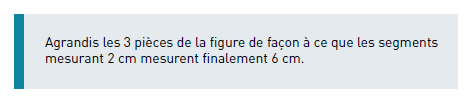 Agrandis les 3 pièces de la figure de façon à ce que les segments
mesurant 2 cm mesurent finalement 6 cm.